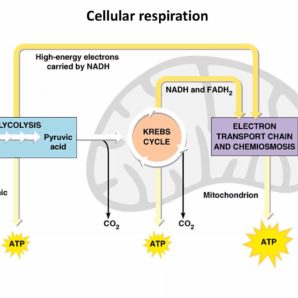 Cellular respiration
High-energy electrons
carried by NADH
NADH and FADH2
LYCOLYSIS
Pyruvic
acid
KREBS
CYCLE
ELECTRON
TRANSPORT CHAIN
AND CHEMIOSMOSIS
Mitochondrion
ic
CO2
CO2
ATP
ATP
ATP